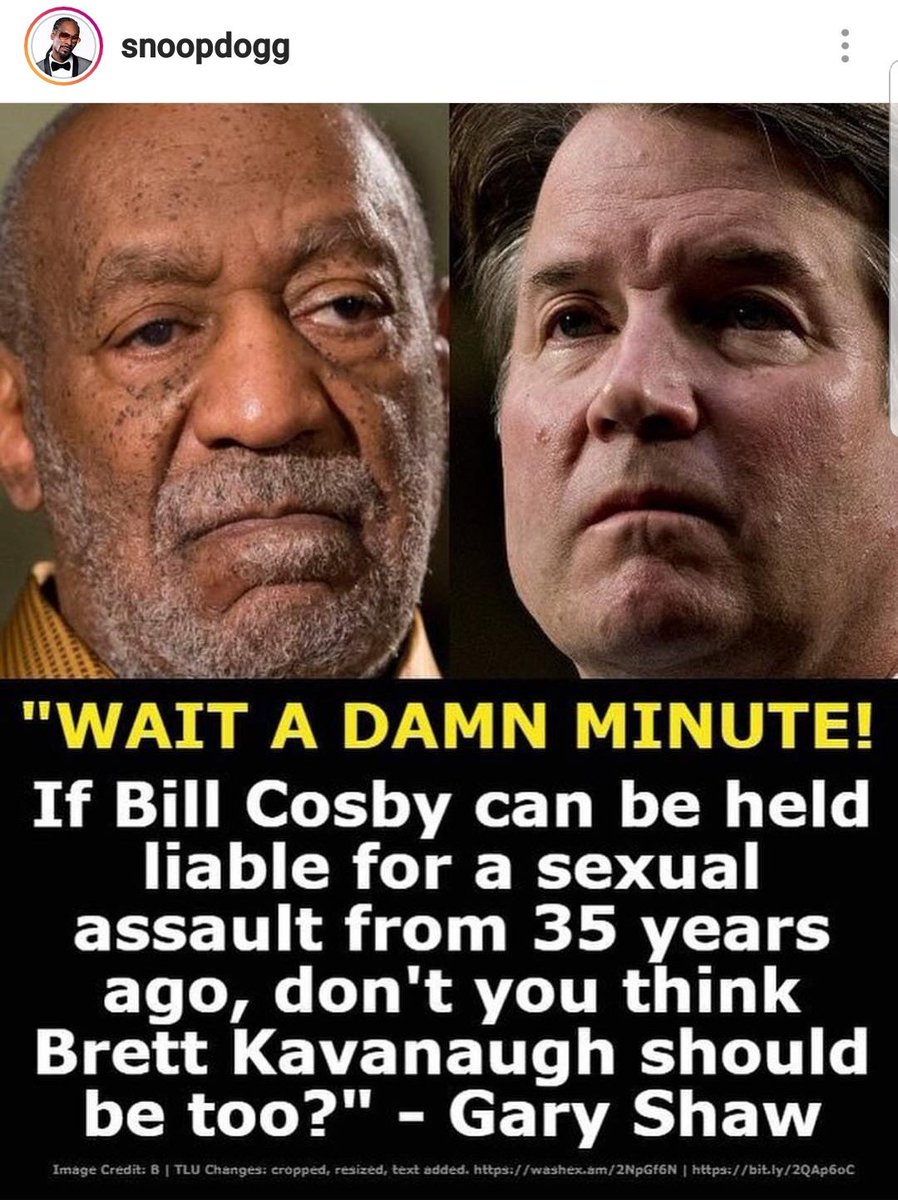 snoopdogg
"WAIT A DAMN MINUTE!
If Bill Cosby can be held
liable for a sexual
assault from 35 years
ago, don't you think
Brett Kavanaugh should
be too?" - Gary Shaw
Image Credit: B | TLU Changes: cropped, resized, text added. https://washex.am/2NpGf6N | https://bit.ly/2QAp6oC